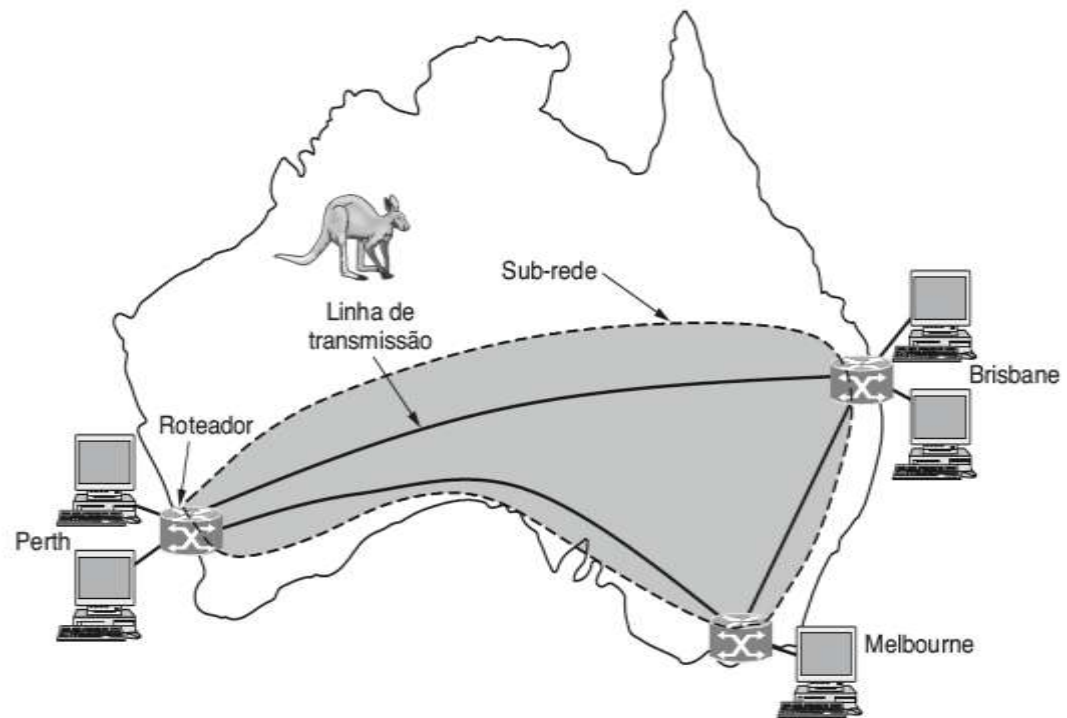 Sub-rede
Linha de
transmissão
Brisbane
Roteador
Perth
Melbourne